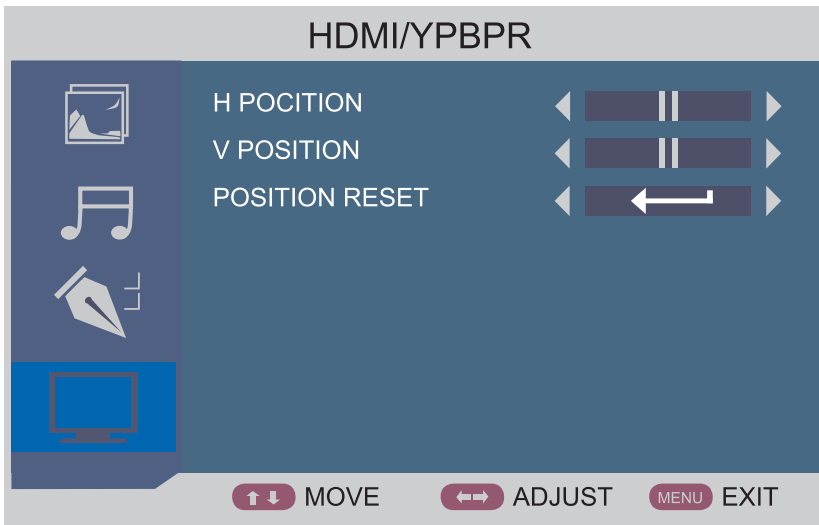 HDMI/YPBPR
H POCITION
V POSITION
POSITION RESET
MOVE ADJUST MENU EXIT